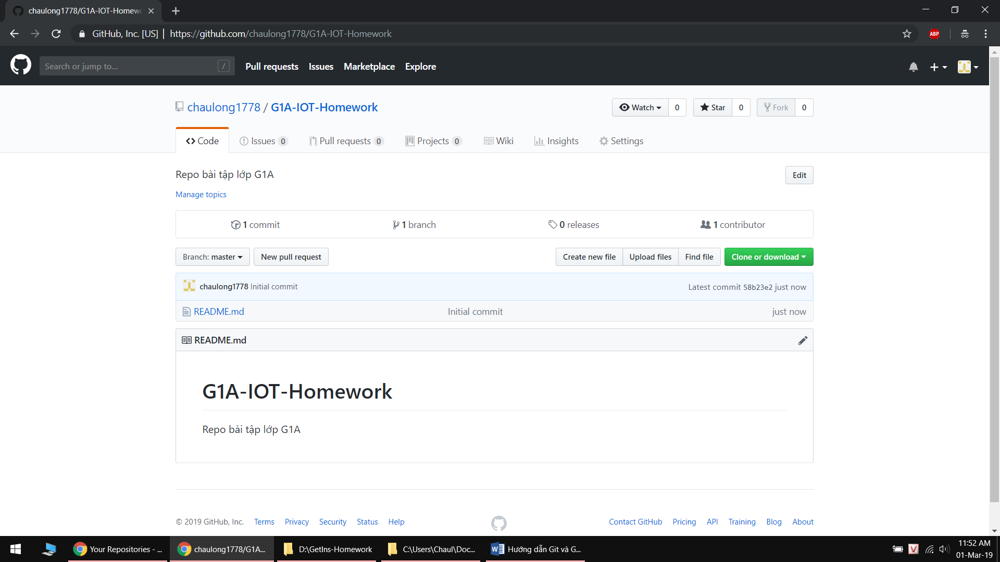 chaulong1778/G1A-IOT-Homewo
GitHub, Inc. [US] | https://github.com/chaulong1778/G1A-IOT-Homework
ABP
Search or jump to... /
Pull requests Issues Marketplace Explore
chaulong1778 / G1A-IOT-Homework
Watch 0 Star 0 Fork 0
Code Issues 0 Pull requests 0 Projects 0 Wiki Insights Settings
Repo bài tập lớp G1A
Edit
Manage topics
1 commit 1 branch 0 releases 1 contributor
Branch: master New pull request Create new file Upload files Find file Clone or download
chaulong1778 Initial commit Latest commit 58b23e2 just now
README.md Initial commit just now
README.md
G1A-IOT-Homework
Repo bài tập lớp G1A
© 2019 GitHub, Inc. Terms Privacy Security Status Help Contact GitHub Pricing API Training Blog About
Your Repositories - ... chaulong1778/G1A... D:\GetIns-Homework C:\Users\Chaul\Doc... Hướng dẫn Git và G...
V
11:52 AM
01-Mar-19